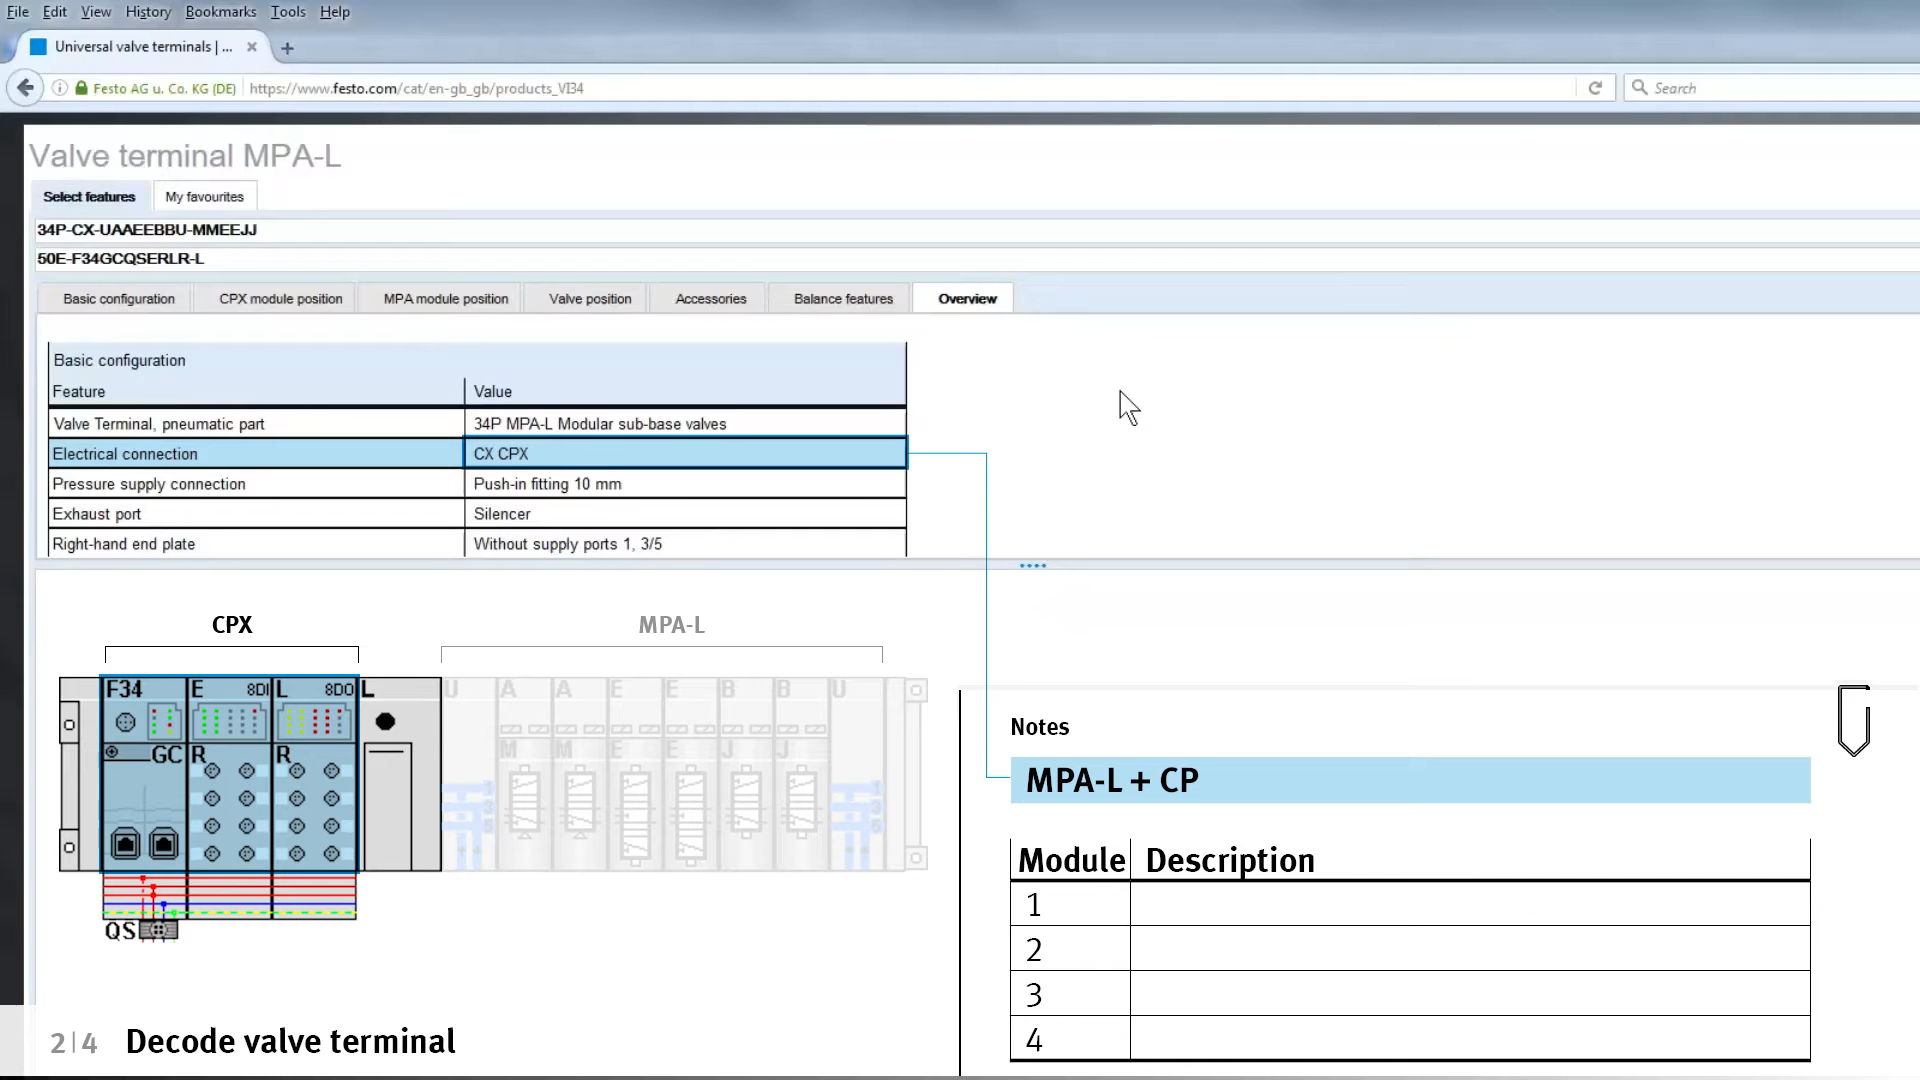 File Edit View History Bookmarks Tools Help
Universal valve terminals | ...
Festo AG u. Co. KG (DE) https://www.festo.com/cat/en-gb_gb/products_VI34
Search
Valve terminal MPA-L
Select features My favourites
34P-CX-UAAEEBBU-MMEEJJ
50E-F34GCQSERLR-L
Basic configuration CPX module position MPA module position Valve position Accessories Balance features Overview
Basic configuration
Feature Value
Valve Terminal, pneumatic part 34P MPA-L Modular sub-base valves
Electrical connection CX CPX
Pressure supply connection Push-in fitting 10 mm
Exhaust port Silencer
Right-hand end plate Without supply ports 1, 3/5
CPX MPA-L
F34 E 8DI L 8DO L U A A E E B B U
GC R R M M E E J J
QS
Notes
MPA-L + CP
Module Description
1
2
3
4
2|4 Decode valve terminal